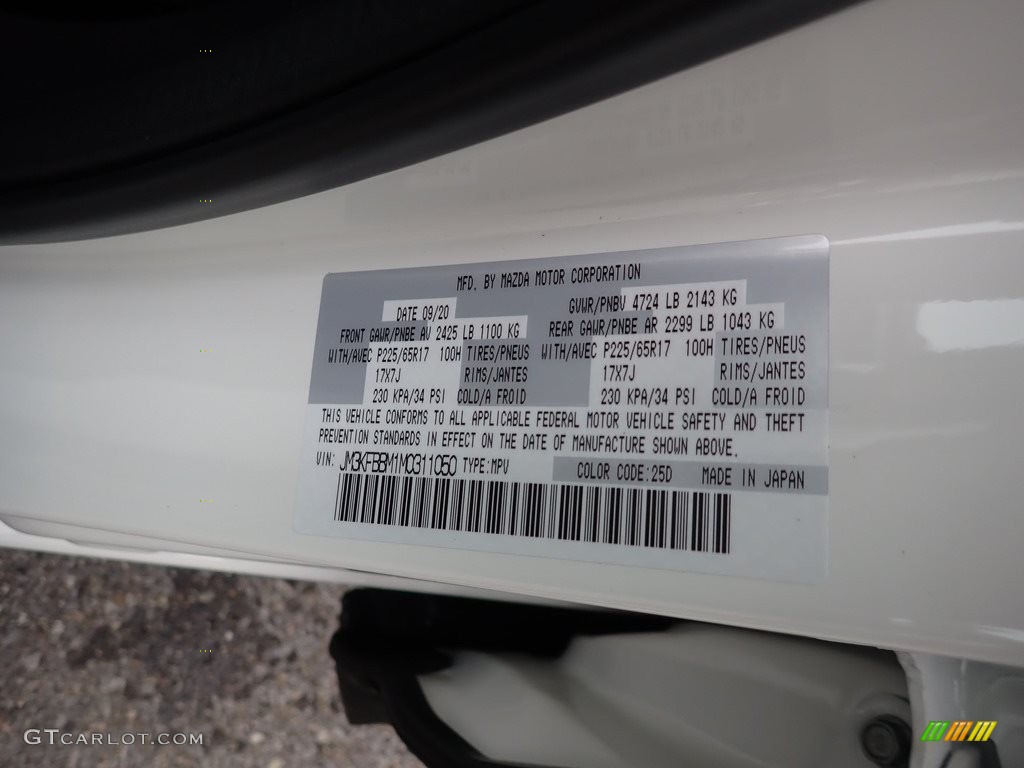 MFD. BY MAZDA MOTOR CORPORATION
DATE 09/20 GVWR/PNBV 4724 LB 2143 KG
FRONT GAWR/PNBE AV 2425 LB 1100 KG REAR GAWR/PNBE AR 2299 LB 1043 KG
WITH/AVEC P225/65R17 100H TIRES/PNEUS WITH/AVEC P225/65R17 100H TIRES/PNEUS
17X7J RIMS/JANTES 17X7J RIMS/JANTES
230 KPA/34 PSI COLD/A FROID 230 KPA/34 PSI COLD/A FROID
THIS VEHICLE CONFORMS TO ALL APPLICABLE FEDERAL MOTOR VEHICLE SAFETY AND THEFT
PREVENTION STANDARDS IN EFFECT ON THE DATE OF MANUFACTURE SHOWN ABOVE.
VIN: JM3KFBBM1M0311050 TYPE:MPV COLOR CODE:25D MADE IN JAPAN
GTCARLOT.COM